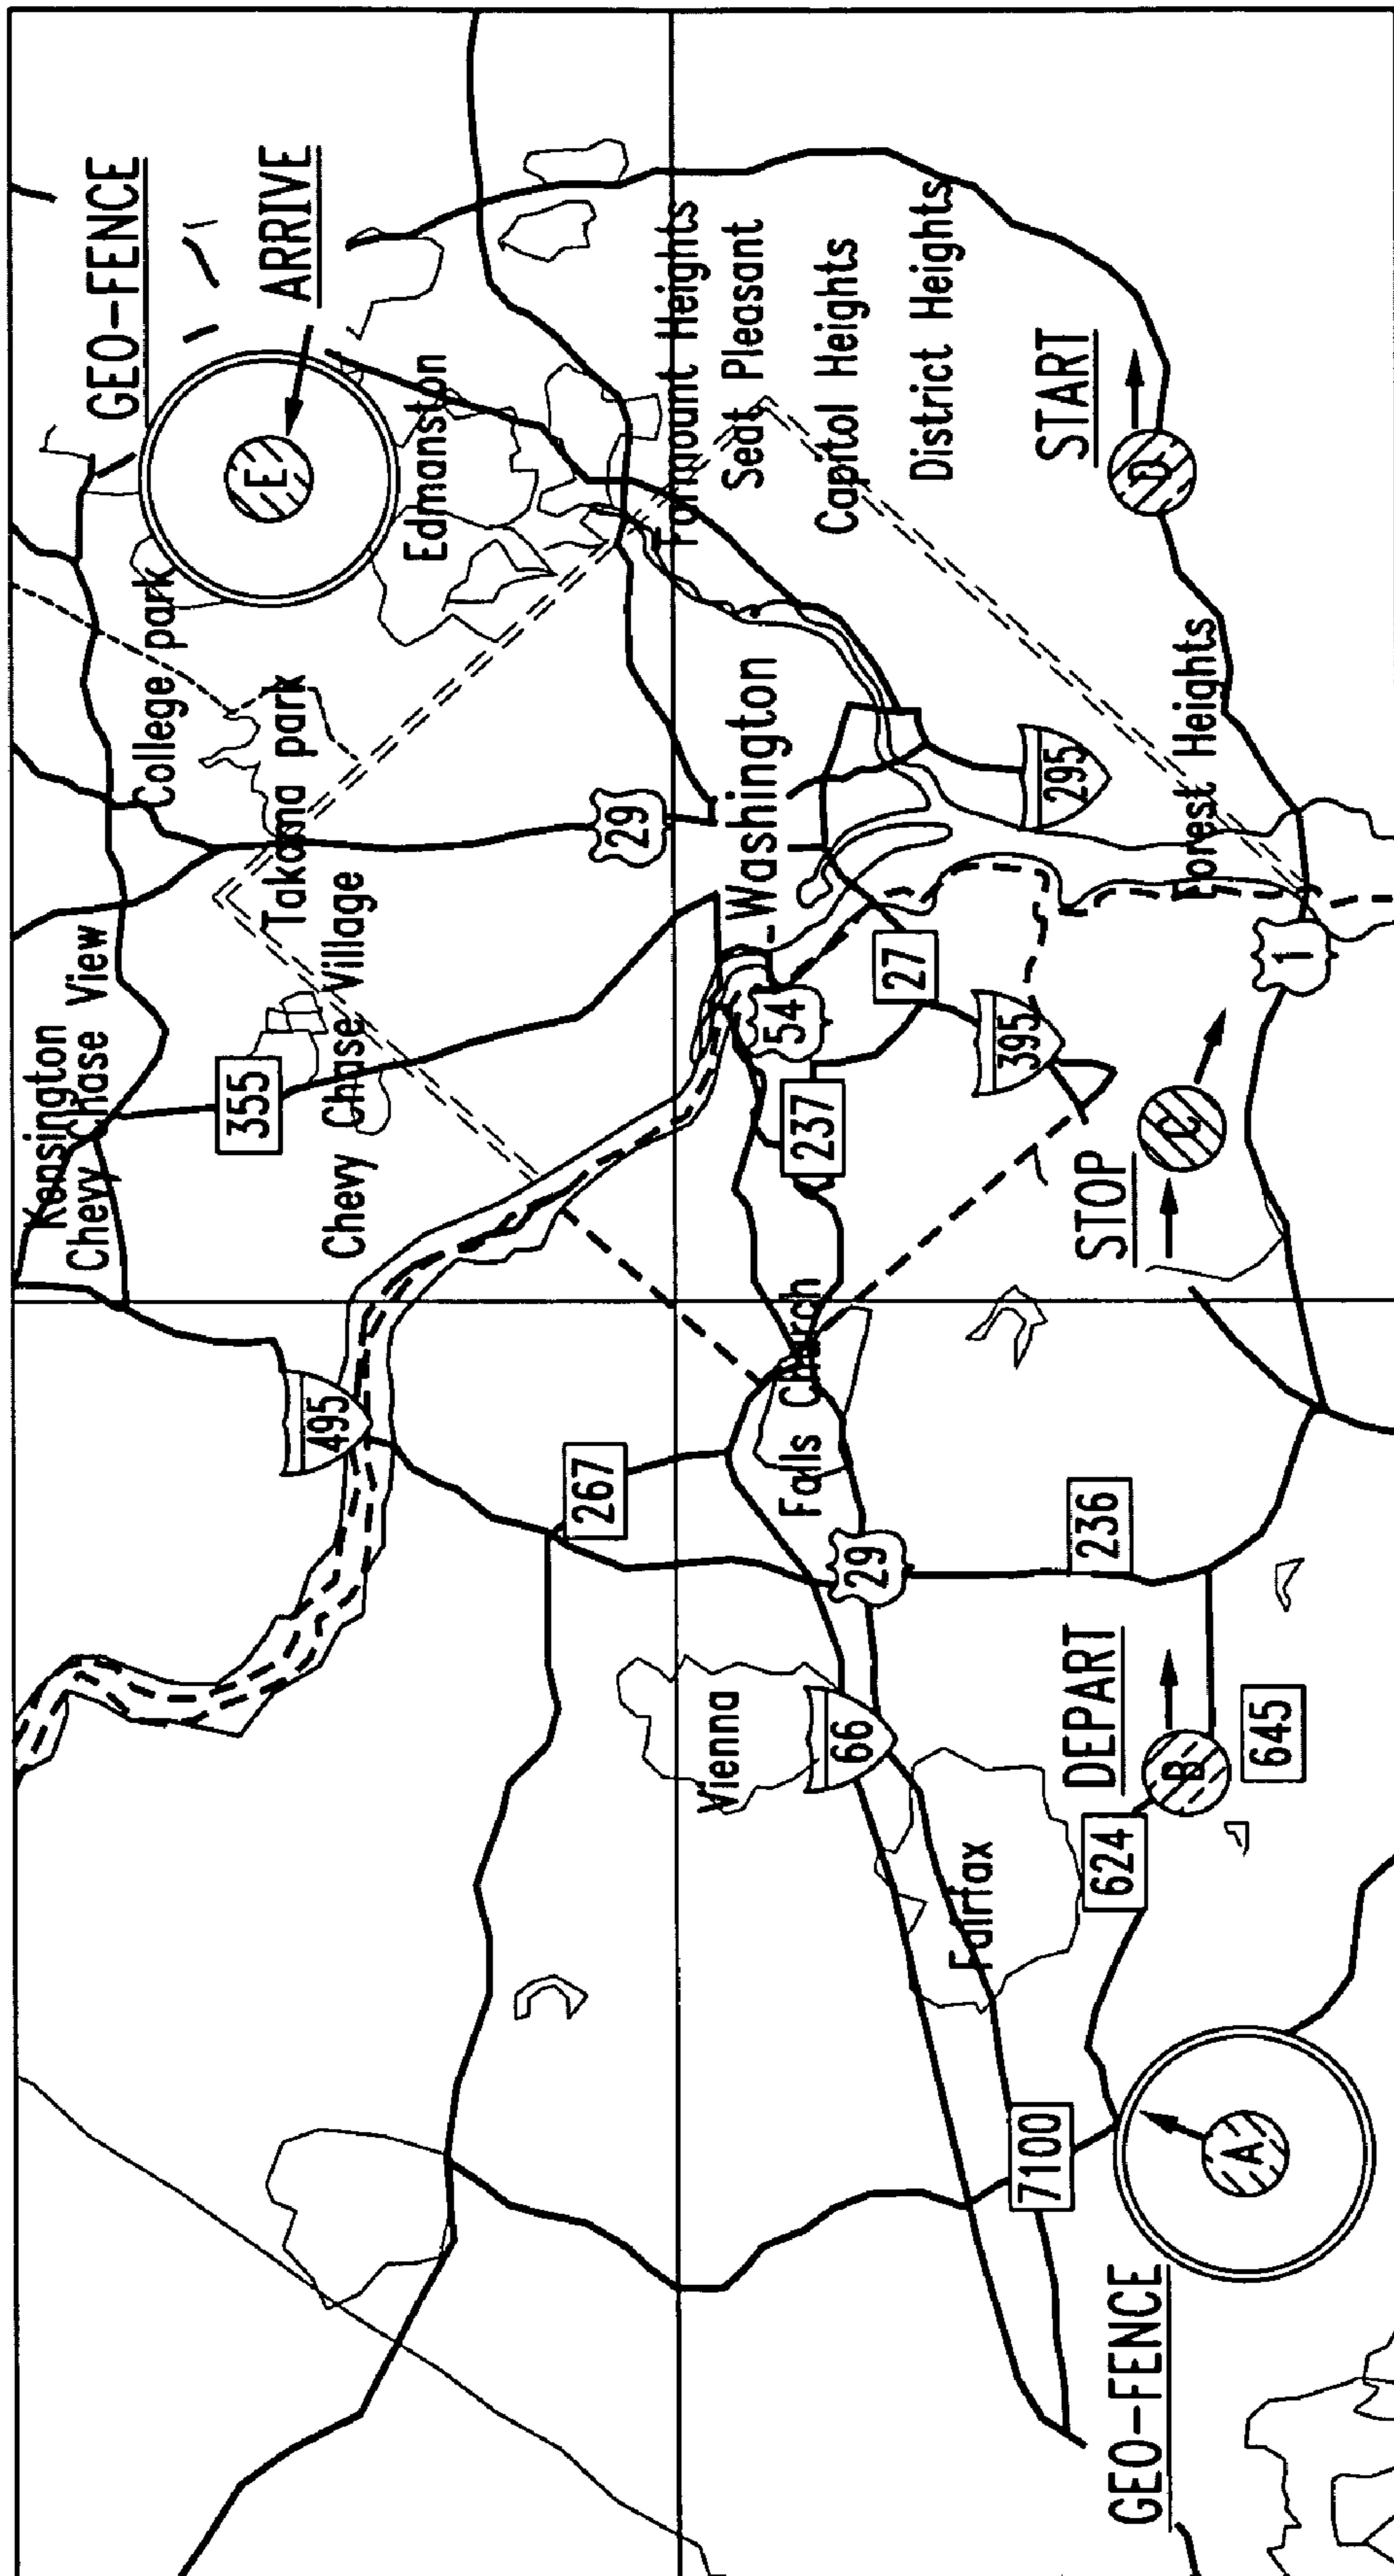 Kensington
Chevy Chase View
355
Chevy Chase Village
Takoma park
College park
GEO-FENCE
E
ARRIVE
Edmanston
495
267
29
Washington
Seat Pleasant
Capitol Heights
District Heights
54
237
27
395
295
Falls Church
Vienna
66
29
Fairfax
236
7100
624
DEPART
B
645
STOP
C
1
Forest Heights
START
D
GEO-FENCE
A